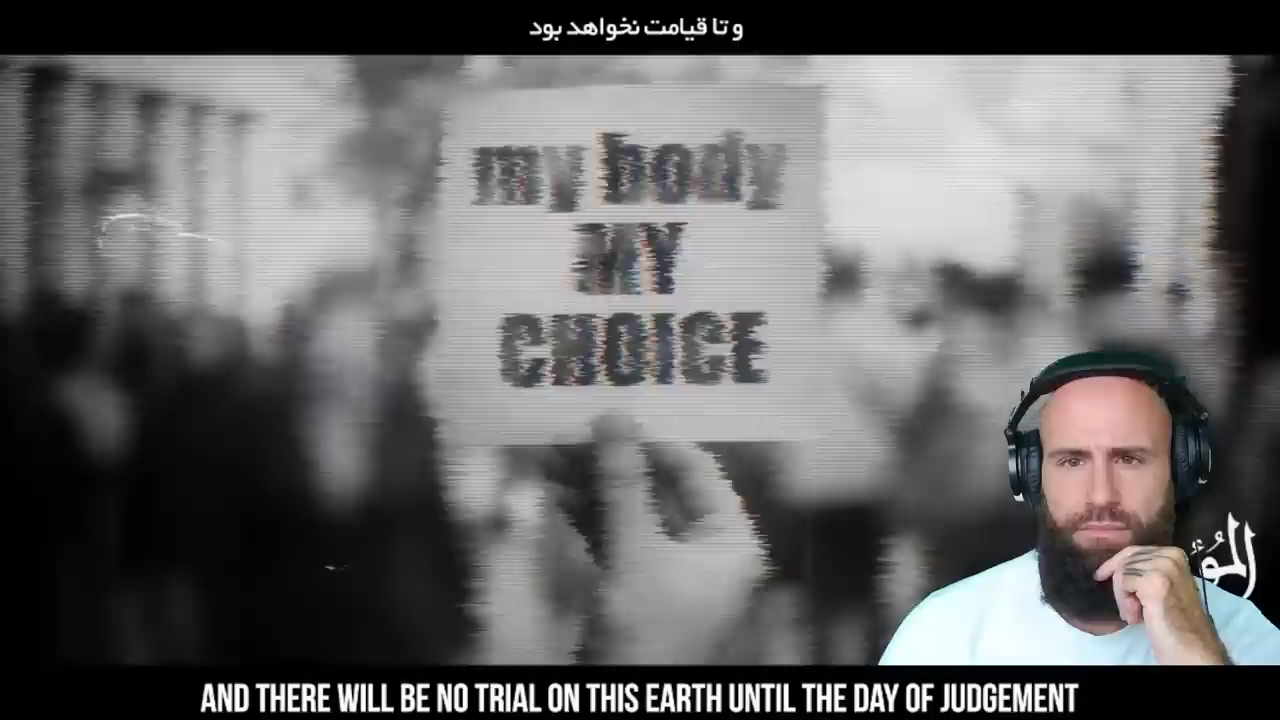 و تا قیامت نخواهد بود
my body
MY
CHOICE
AND THERE WILL BE NO TRIAL ON THIS EARTH UNTIL THE DAY OF JUDGEMENT